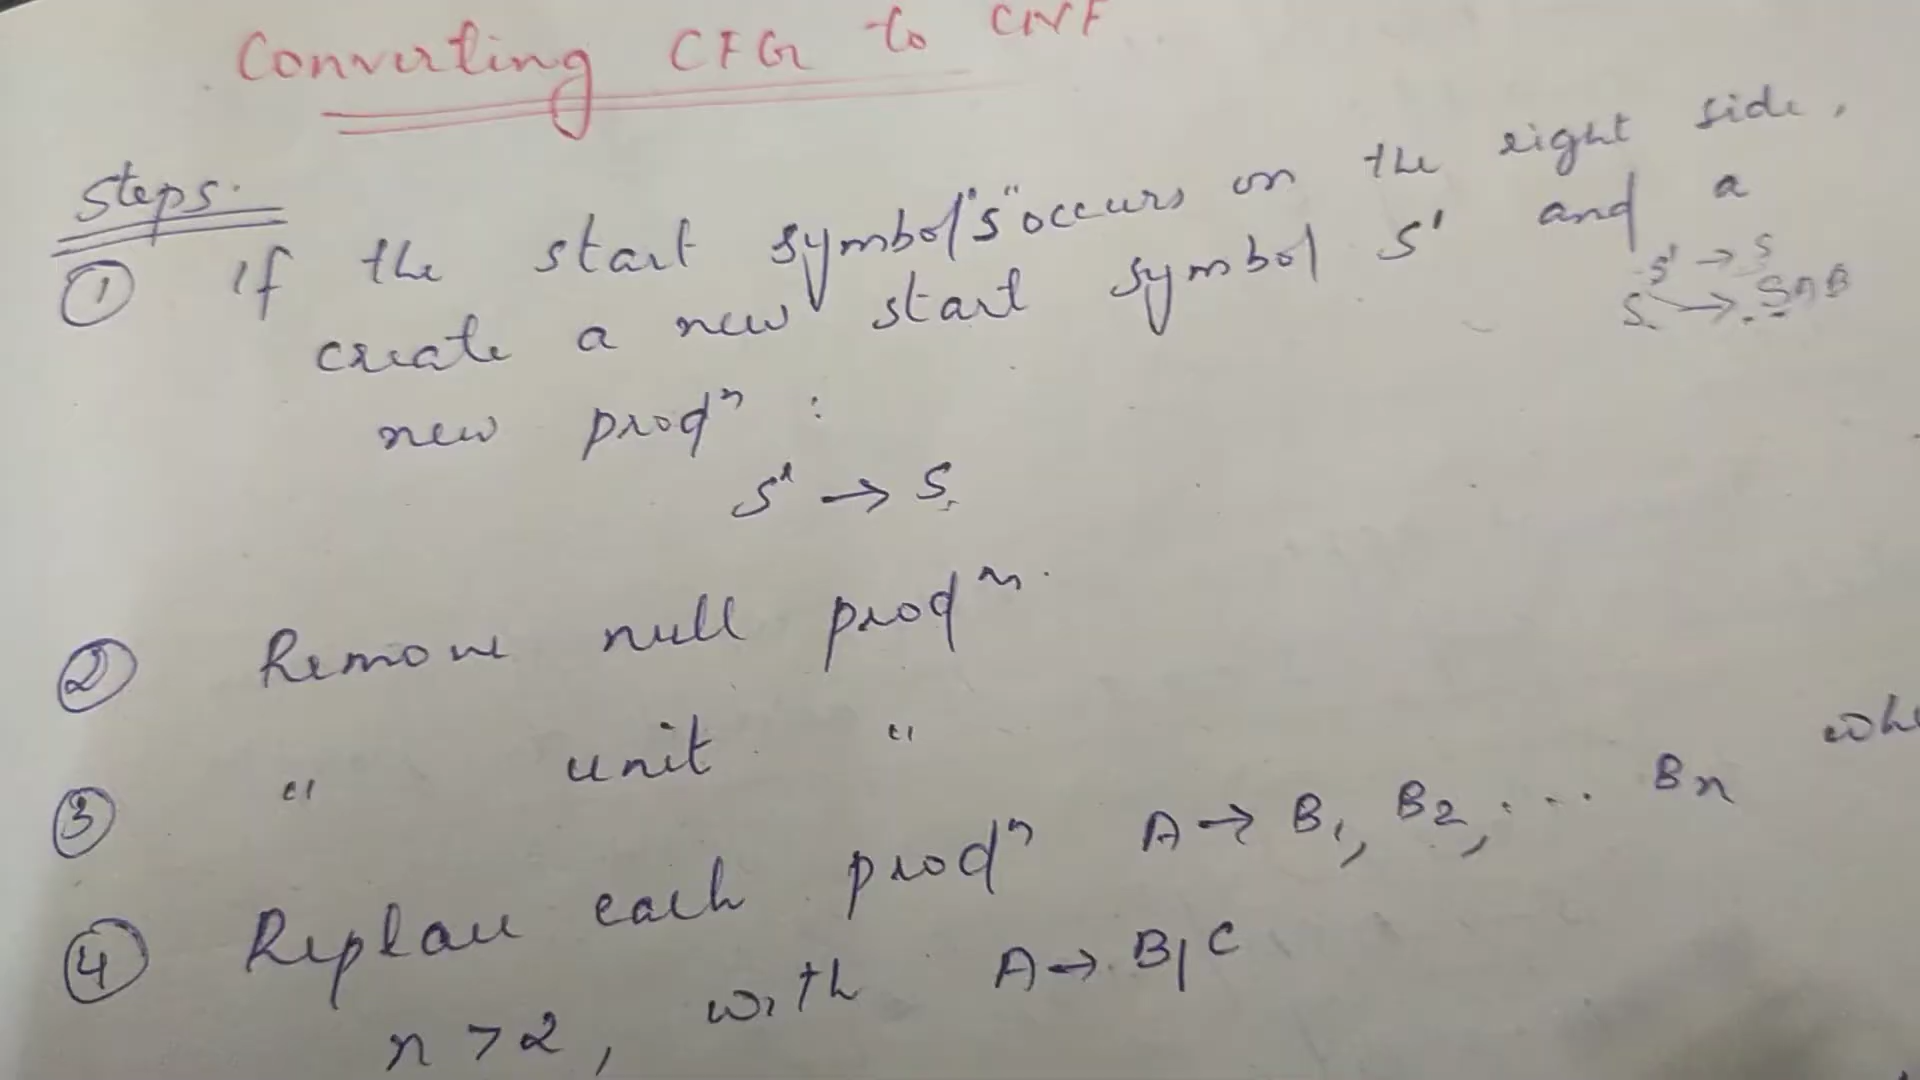 Converting CFG to CNF
Steps.
① If the start symbol "S" occurs on the right side,
create a new start symbol S' and a
S' → S
S → SAB
new prodⁿ :
S' → S
② Remove null prodⁿ.
③ " unit "
④ Replace each prodⁿ A → B₁, B₂, .... Bn
n > 2, with A → B₁C